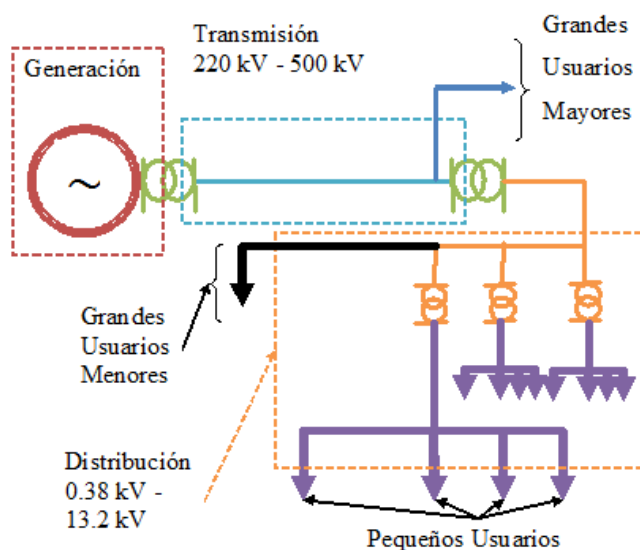 Generación
Transmisión
220 kV - 500 kV
Grandes
Usuarios
Mayores
~
Grandes
Usuarios
Menores
Distribución
0.38 kV -
13.2 kV
Pequeños Usuarios